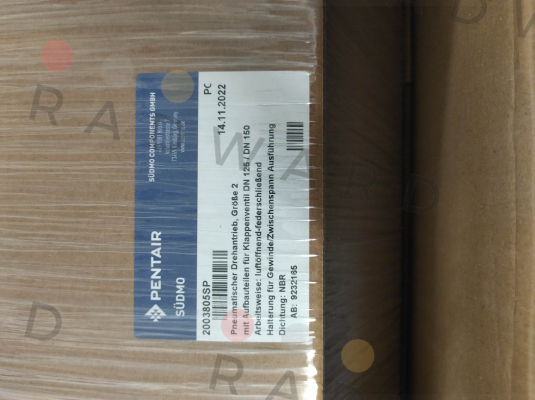 PENTAIR
SÜDMO
SÜDMO COMPONENTS GMBH
2003805SP
PC
14.11.2022
Pneumatischer Drehantrieb, Größe 2
mit Aufbauteilen für Klappenventil DN 125 / DN 150
Arbeitsweise: luftöffnend-federschließend
Halterung für Gewinde/Zwischenspann Ausführung
Dichtung: NBR
AB: 9232165